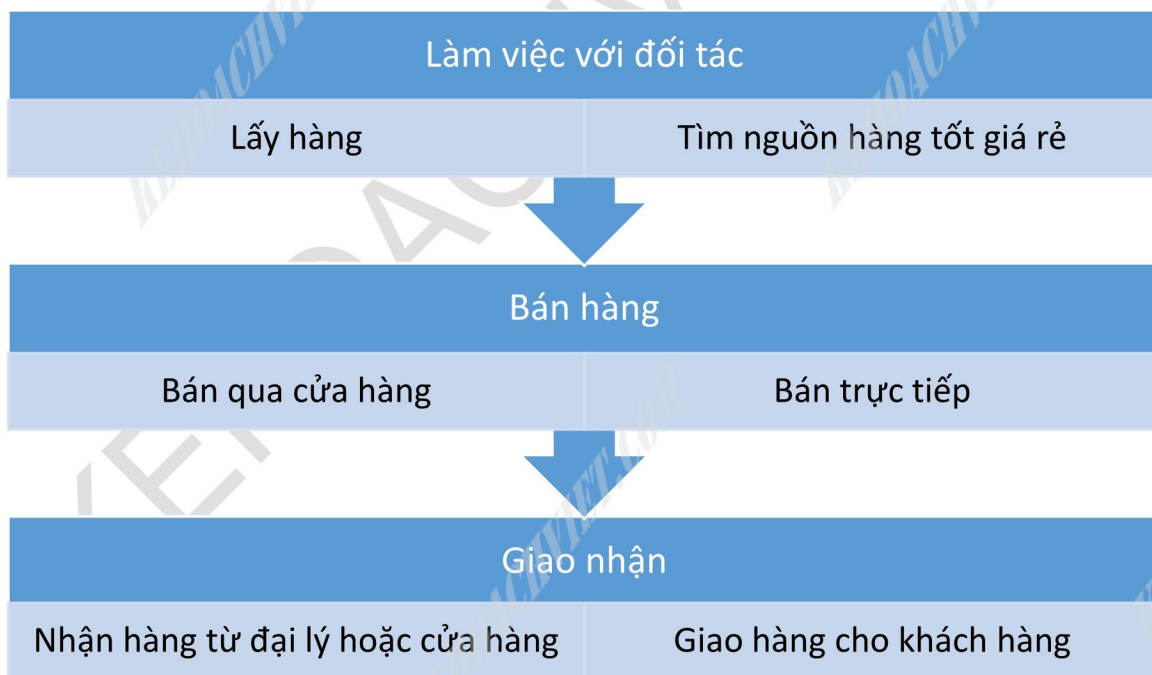 Làm việc với đối tác
Lấy hàng
Tìm nguồn hàng tốt giá rẻ
Bán hàng
Bán qua cửa hàng
Bán trực tiếp
Giao nhận
Nhận hàng từ đại lý hoặc cửa hàng
Giao hàng cho khách hàng